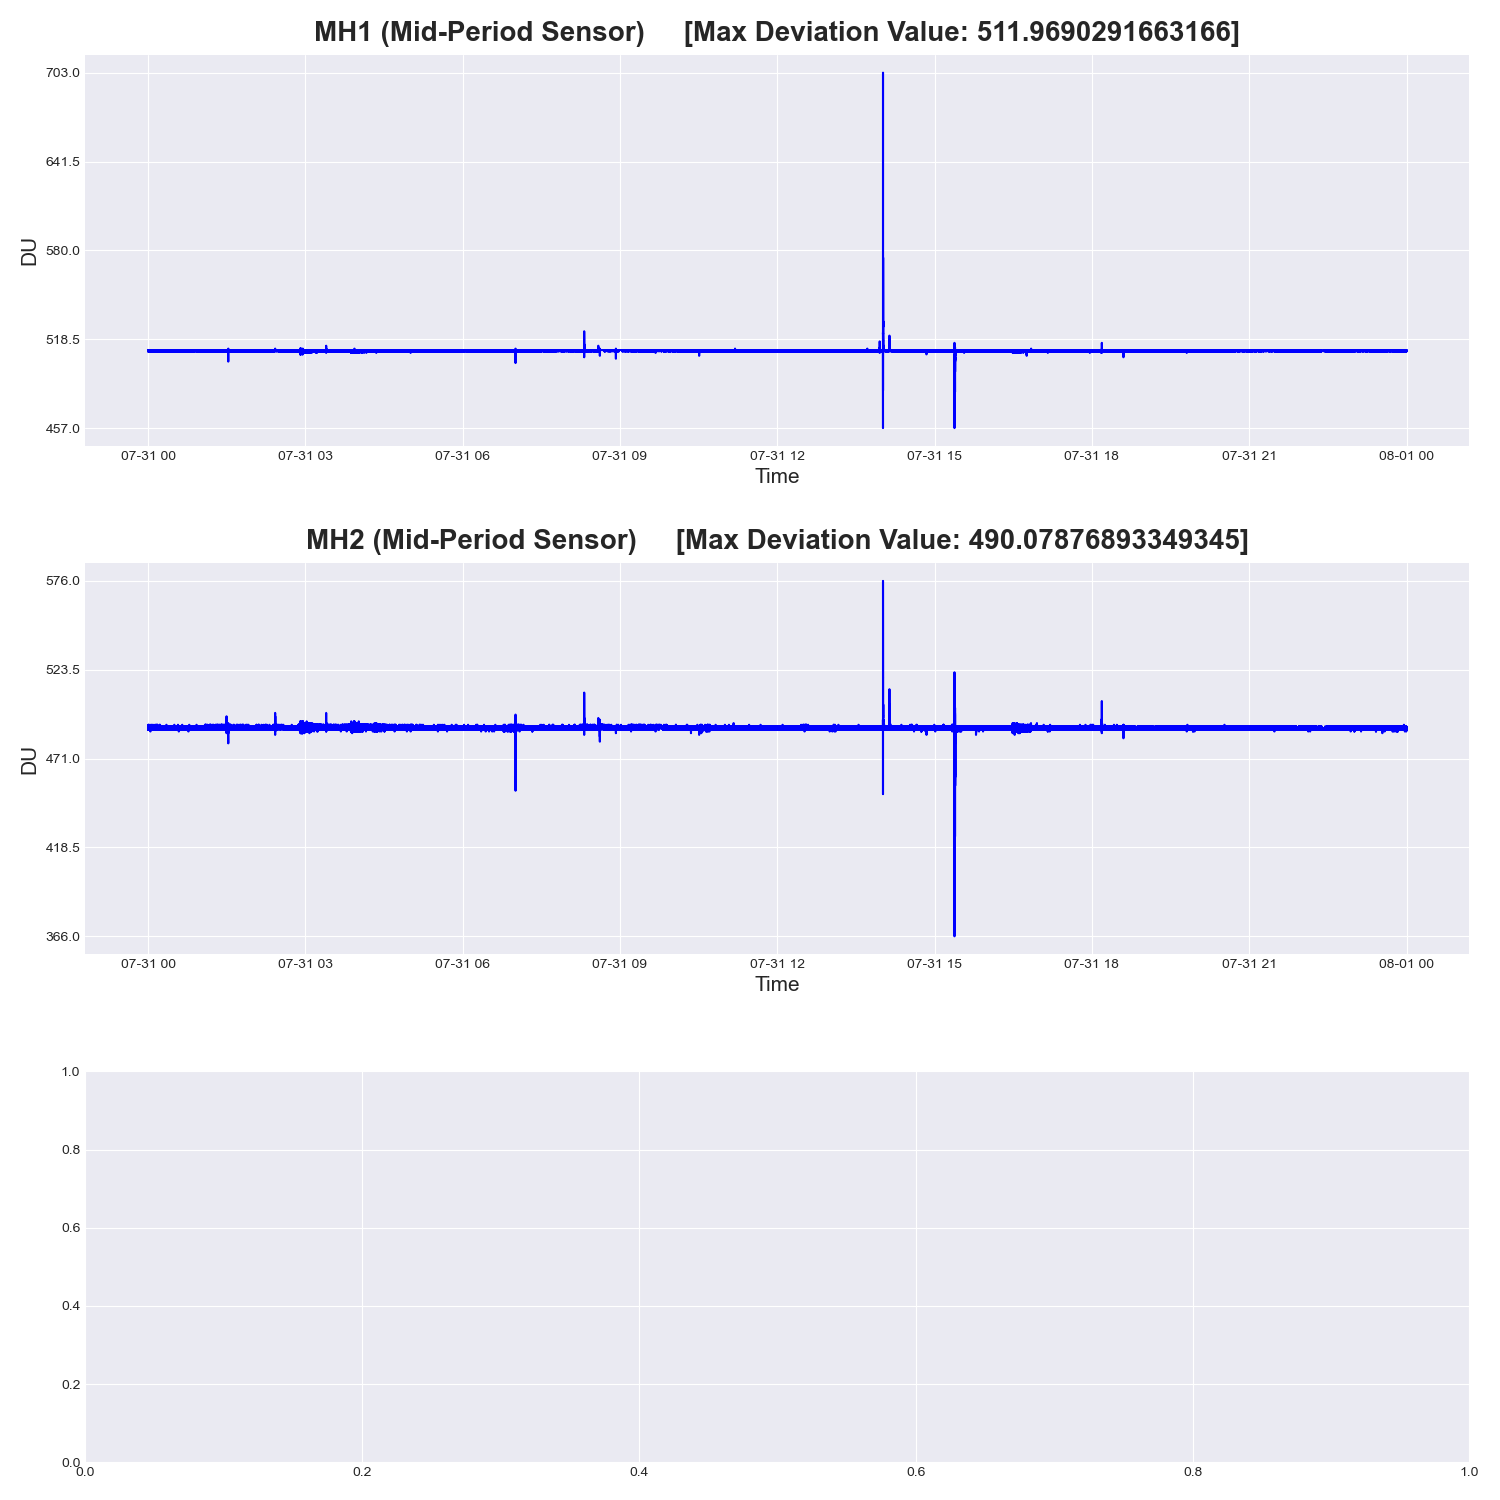 MH1 (Mid-Period Sensor) [Max Deviation Value: 511.9690291663166]
703.0
641.5
580.0
518.5
457.0
DU
07-31 00 07-31 03 07-31 06 07-31 09 07-31 12 07-31 15 07-31 18 07-31 21 08-01 00
Time
MH2 (Mid-Period Sensor) [Max Deviation Value: 490.07876893349345]
576.0
523.5
471.0
418.5
366.0
DU
07-31 00 07-31 03 07-31 06 07-31 09 07-31 12 07-31 15 07-31 18 07-31 21 08-01 00
Time
1.0
0.8
0.6
0.4
0.2
0.0
0.0 0.2 0.4 0.6 0.8 1.0